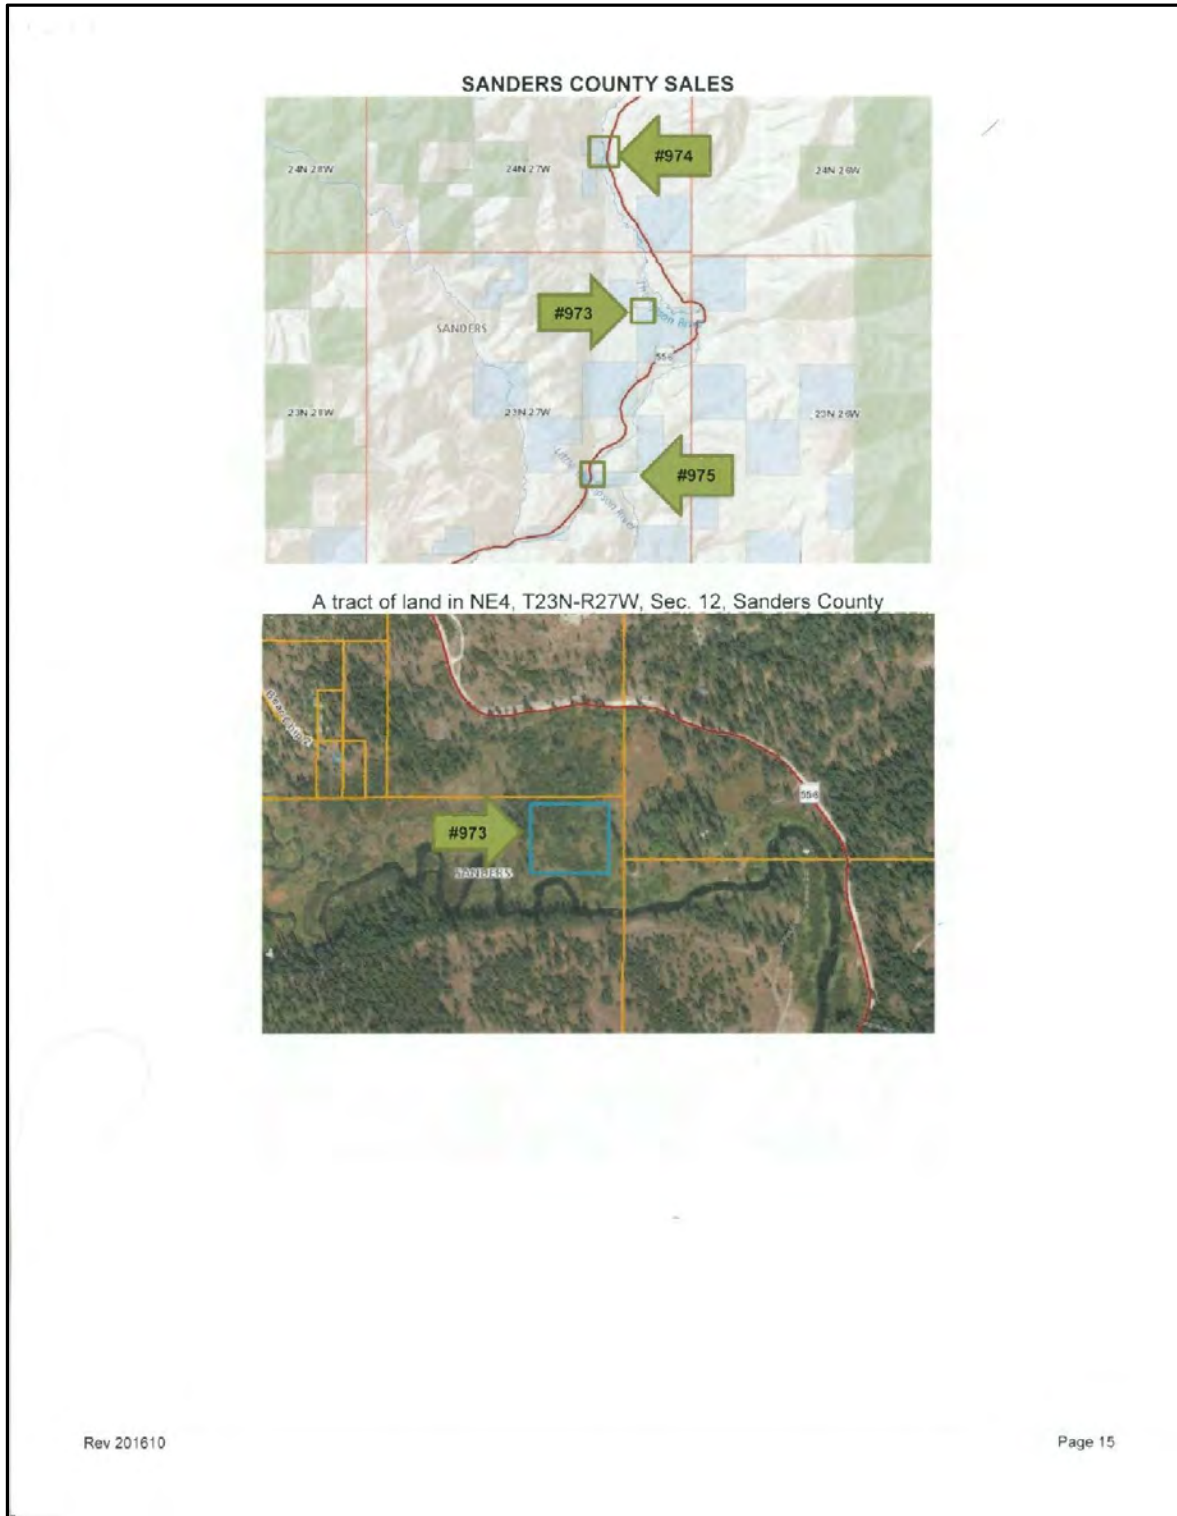 SANDERS COUNTY SALES
#974
24N 28W
24N 27W
24N 26W
#973
SANDERS
556
23N 28W
23N 27W
23N 26W
#975
A tract of land in NE4, T23N-R27W, Sec. 12, Sanders County
556
#973
SANDERS
Rev 201610
Page 15